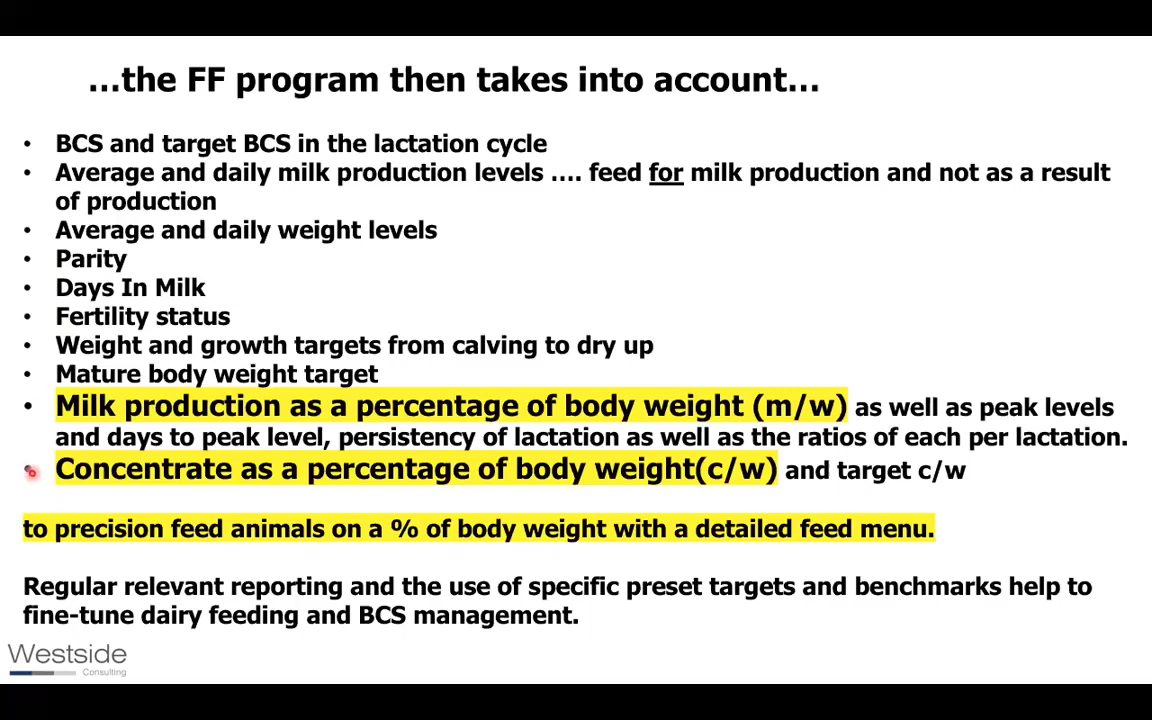 ...the FF program then takes into account...
• BCS and target BCS in the lactation cycle
• Average and daily milk production levels .... feed for milk production and not as a result
of production
• Average and daily weight levels
• Parity
• Days In Milk
• Fertility status
• Weight and growth targets from calving to dry up
• Mature body weight target
• Milk production as a percentage of body weight (m/w) as well as peak levels
and days to peak level, persistency of lactation as well as the ratios of each per lactation.
• Concentrate as a percentage of body weight(c/w) and target c/w
to precision feed animals on a % of body weight with a detailed feed menu.
Regular relevant reporting and the use of specific preset targets and benchmarks help to
fine-tune dairy feeding and BCS management.
Westside
Consulting